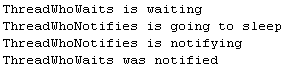 ThreadWhoWaits is waiting
ThreadWhoNotifies is going to sleep
ThreadWhoNotifies is notifying
ThreadWhoWaits was notified